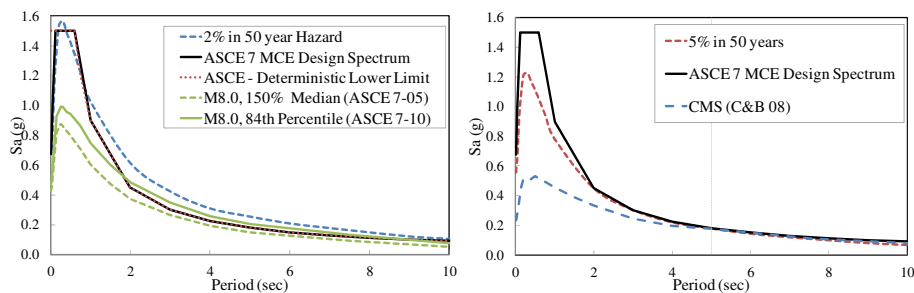 1.6
1.4
1.2
1.0
0.8
0.6
0.4
0.2
0.0
Sa (g)
2% in 50 year Hazard
ASCE 7 MCE Design Spectrum
ASCE - Deterministic Lower Limit
M8.0, 150% Median (ASCE 7-05)
M8.0, 84th Percentile (ASCE 7-10)
0 2 4 6 8 10
Period (sec)
1.6
1.4
1.2
1.0
0.8
0.6
0.4
0.2
0.0
Sa (g)
5% in 50 years
ASCE 7 MCE Design Spectrum
CMS (C&B 08)
0 2 4 6 8 10
Period (sec)